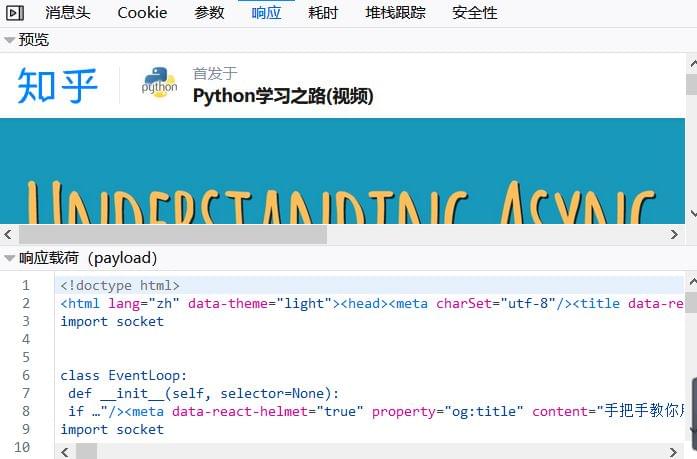 消息头 Cookie 参数 响应 耗时 堆栈跟踪 安全性
预览
知乎
python
首发于
Python学习之路(视频)
UNDERSTANDING ASYNC
响应载荷（payload）
1 <!doctype html>
2 <html lang="zh" data-theme="light"><head><meta charSet="utf-8"/><title data-re
3 import socket
4
5
6 class EventLoop:
7 def __init__(self, selector=None):
8 if …"/><meta data-react-helmet="true" property="og:title" content="手把手教你用
9 import socket
10